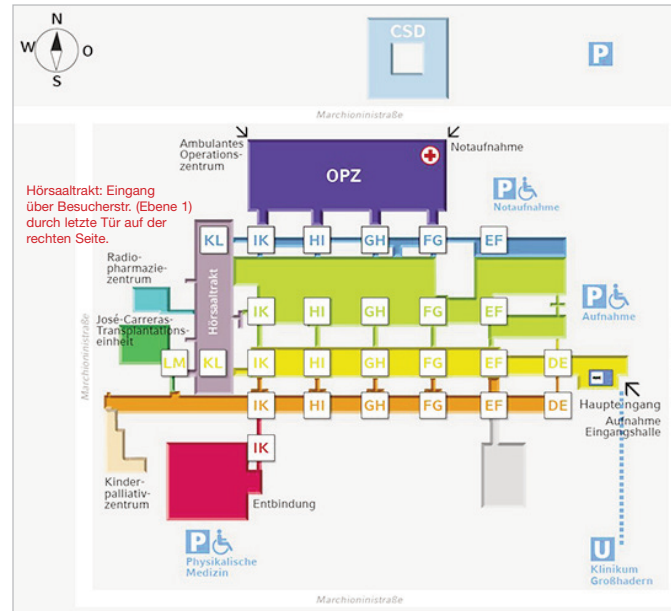 N
W O
S
CSD
P
Marchioninistraße
Ambulantes
Operations-
zentrum
Notaufnahme
OPZ
Hörsaaltrakt: Eingang
über Besucherstr. (Ebene 1)
durch letzte Tür auf der
rechten Seite.
P
Notaufnahme
KL IK HI GH FG EF
Radio-
pharmazie-
zentrum
Hörsaaltrakt
P
Aufnahme
José-Carreras-
Transplantations-
einheit
IK HI GH FG EF
Marchioninistraße
LM KL IK HI GH FG EF DE
Haupteingang
Aufnahme
Eingangshalle
IK HI GH FG EF DE
IK
Kinder-
palliativ-
zentrum
Entbindung
P
Physikalische
Medizin
U
Klinikum
Großhadern
Marchioninistraße